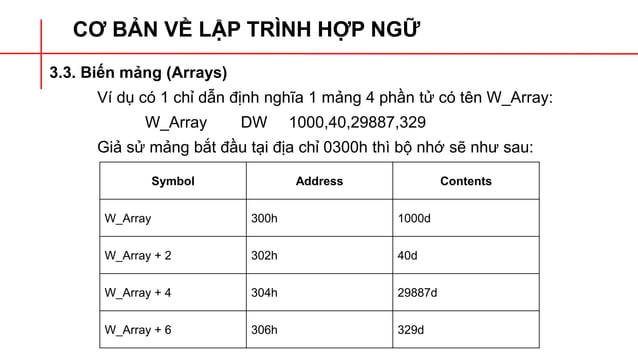 CƠ BẢN VỀ LẬP TRÌNH HỢP NGỮ
3.3. Biến mảng (Arrays)
Ví dụ có 1 chỉ dẫn định nghĩa 1 mảng 4 phần tử có tên W_Array:
W_Array DW 1000,40,29887,329
Giả sử mảng bắt đầu tại địa chỉ 0300h thì bộ nhớ sẽ như sau:
Symbol Address Contents
W_Array 300h 1000d
W_Array + 2 302h 40d
W_Array + 4 304h 29887d
W_Array + 6 306h 329d